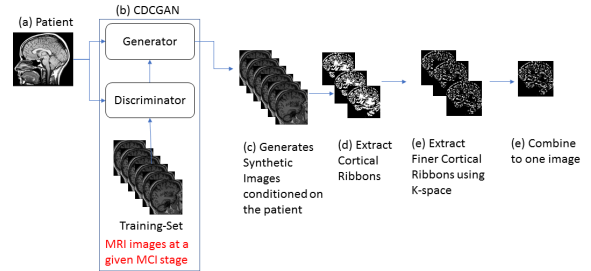 (a) Patient
(b) CDCGAN
Generator
Discriminator
Training-Set
MRI images at a
given MCI stage
(c) Generates
Synthetic
Images
conditioned on
the patient
(d) Extract
Cortical
Ribbons
(e) Extract
Finer Cortical
Ribbons using
K-space
(e) Combine
to one image